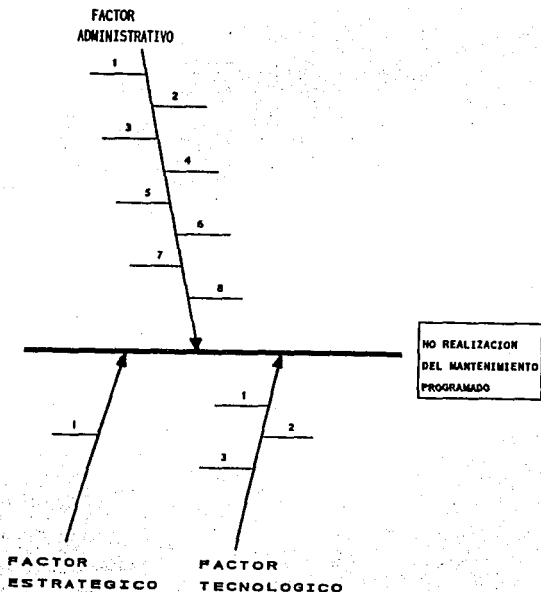 FACTOR
ADMINISTRATIVO
1
2
3
4
5
6
7
8
NO REALIZACION
DEL MANTENIMIENTO
PROGRAMADO
1
1
2
3
FACTOR
ESTRATEGICO
FACTOR
TECNOLOGICO